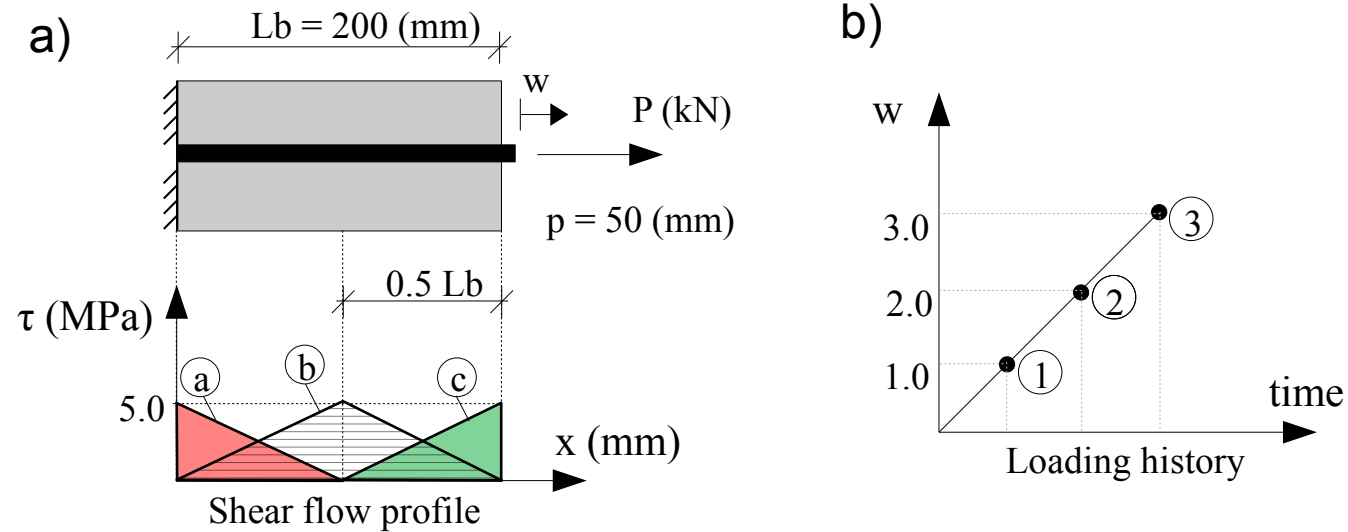 a)
Lb = 200 (mm)
w
P (kN)
p = 50 (mm)
0.5 Lb
τ (MPa)
a
b
c
5.0
x (mm)
Shear flow profile
b)
w
3.0
3
2.0
2
1.0
1
time
Loading history